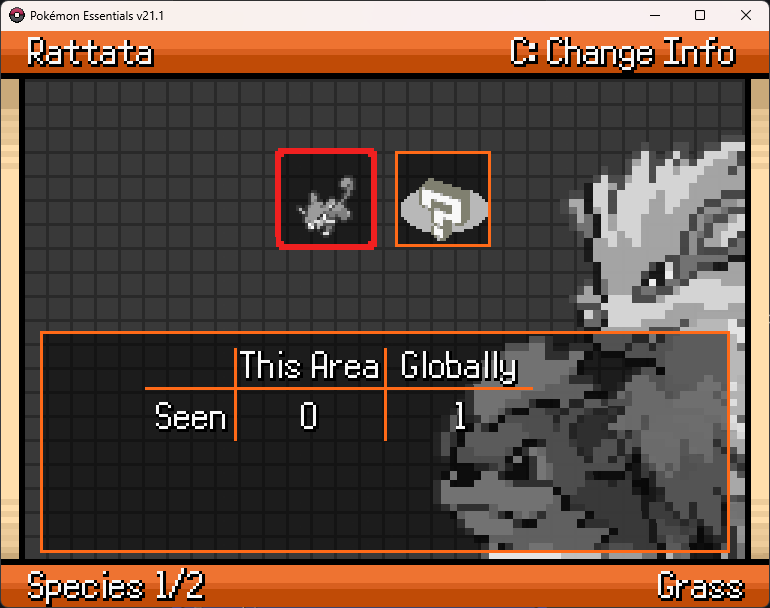 Pokémon Essentials v21.1
Rattata C: Change Info
This Area Globally
Seen 0 1
Species 1/2 Grass